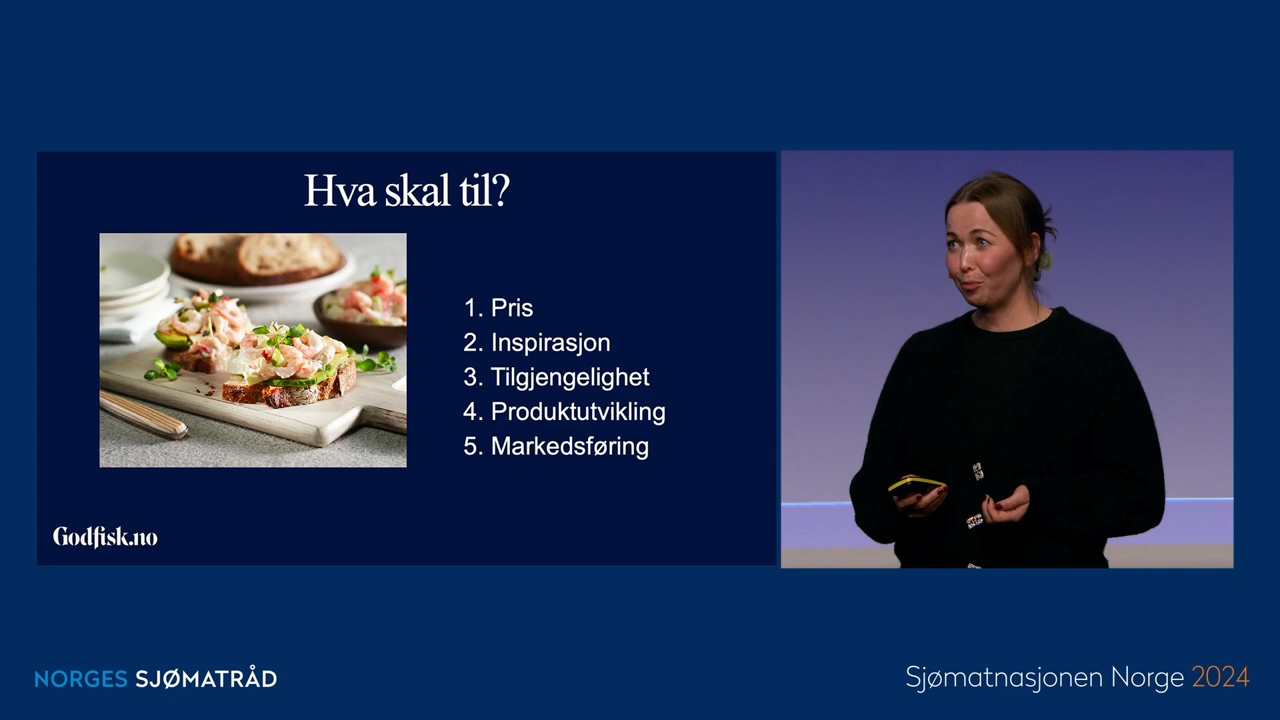 Hva skal til?
1. Pris
2. Inspirasjon
3. Tilgjengelighet
4. Produktutvikling
5. Markedsføring
Godfisk.no
NORGES SJØMATRÅD
Sjømatnasjonen Norge 2024